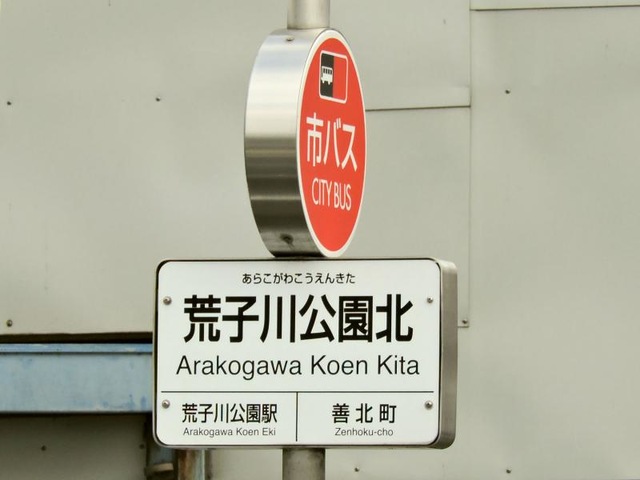 市バス
CITY BUS
あらこがわこうえんきた
荒子川公園北
Arakogawa Koen Kita
荒子川公園駅
Arakogawa Koen Eki
善北町
Zenhoku-cho